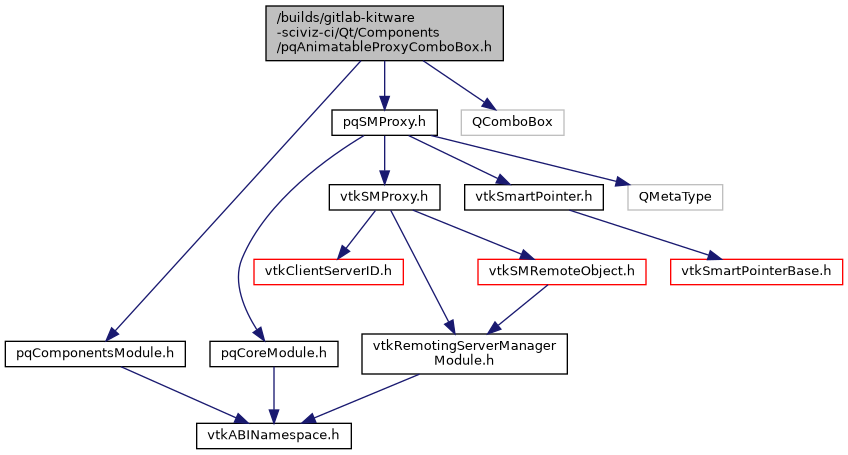 /builds/gitlab-kitware
-sciviz-ci/Qt/Components
/pqAnimatableProxyComboBox.h
pqSMProxy.h
QComboBox
vtkSMProxy.h
vtkSmartPointer.h
QMetaType
vtkClientServerID.h
vtkSMRemoteObject.h
vtkSmartPointerBase.h
pqComponentsModule.h
pqCoreModule.h
vtkRemotingServerManager
Module.h
vtkABINamespace.h